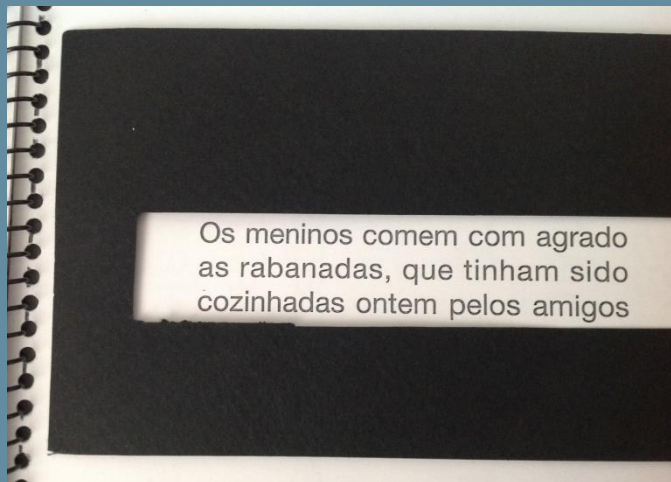 Os meninos comem com agrado
as rabanadas, que tinham sido
cozinhadas ontem pelos amigos